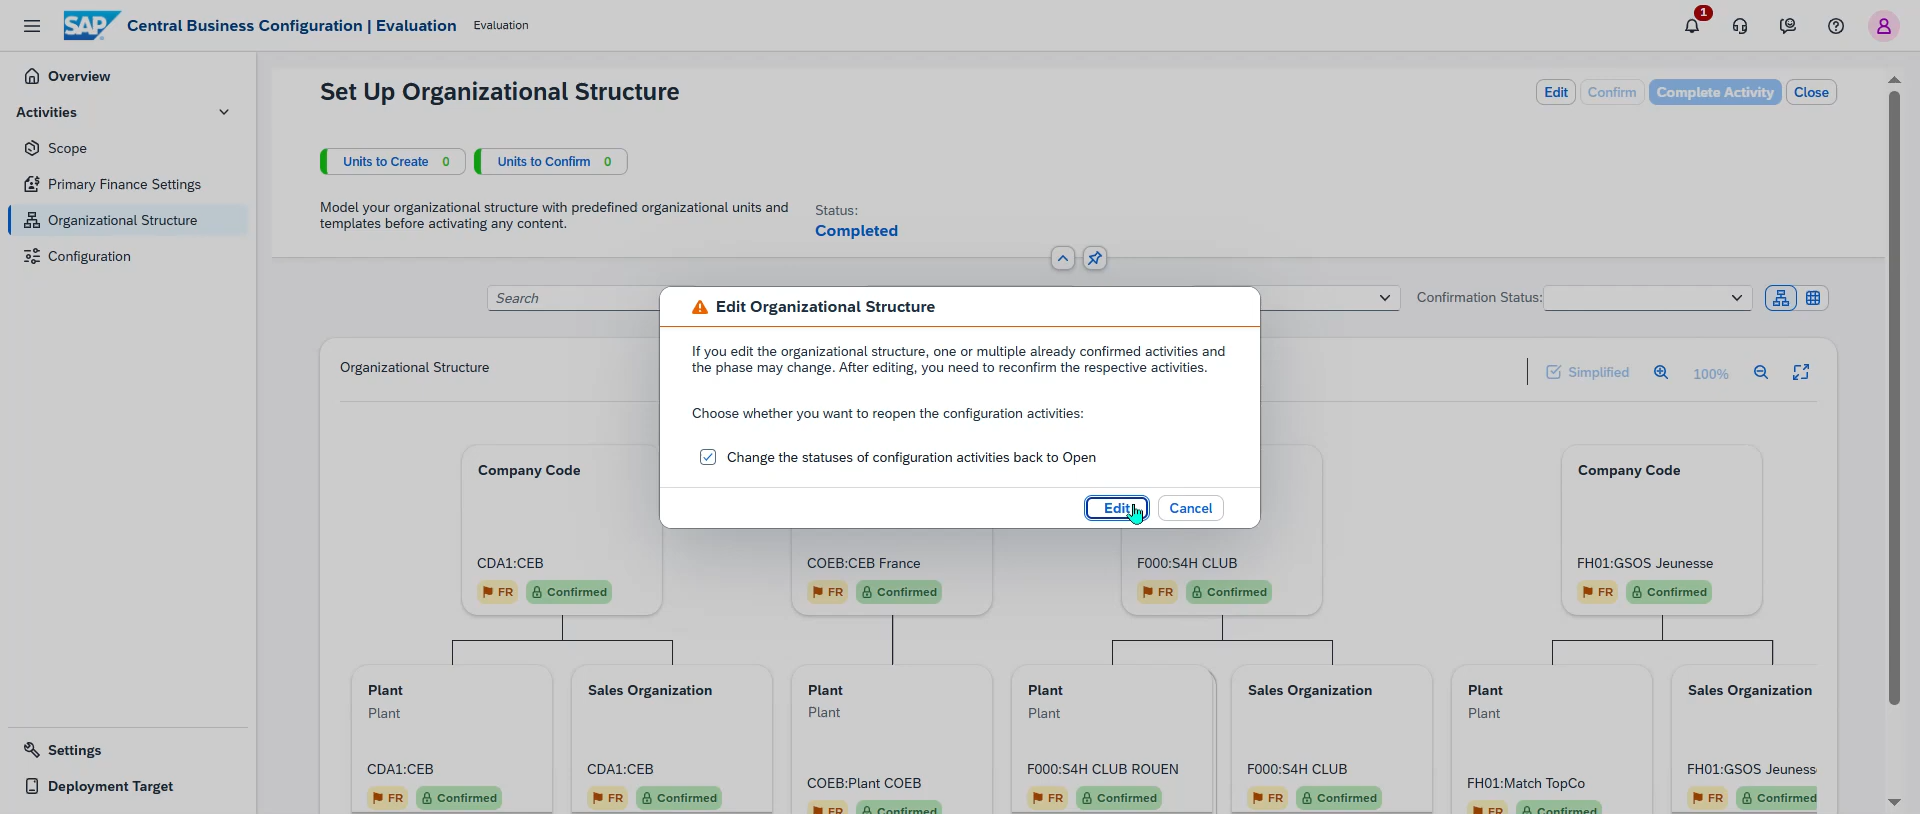 SAP Central Business Configuration | Evaluation Evaluation
1
Overview
Activities
Scope
Primary Finance Settings
Organizational Structure
Configuration
Settings
Deployment Target
Set Up Organizational Structure
Edit Confirm Complete Activity Close
Units to Create 0 Units to Confirm 0
Model your organizational structure with predefined organizational units and
templates before activating any content.
Status:
Completed
Search
Confirmation Status:
Organizational Structure
Simplified 100%
Edit Organizational Structure
If you edit the organizational structure, one or multiple already confirmed activities and
the phase may change. After editing, you need to reconfirm the respective activities.
Choose whether you want to reopen the configuration activities:
Change the statuses of configuration activities back to Open
Edit Cancel
Company Code Company Code
CDA1:CEB COEB:CEB France F000:S4H CLUB FH01:GSOS Jeunesse
FR Confirmed FR Confirmed FR Confirmed FR Confirmed
Plant Sales Organization Plant Plant Sales Organization Plant Sales Organization
Plant Plant Plant Plant
CDA1:CEB CDA1:CEB COEB:Plant COEB F000:S4H CLUB ROUEN F000:S4H CLUB FH01:Match TopCo FH01:GSOS Jeuness
FR Confirmed FR Confirmed FR Confirmed FR Confirmed FR Confirmed FR Confirmed FR Confirmed